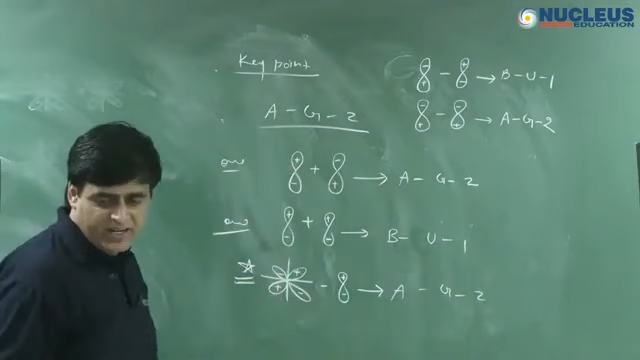 NUCLEUS
EDUCATION
Key point
A - G - 2
- → B - U - 1
- → A - G - 2
+ → A - G - 2
+ → B - U - 1
- → A - G - 2